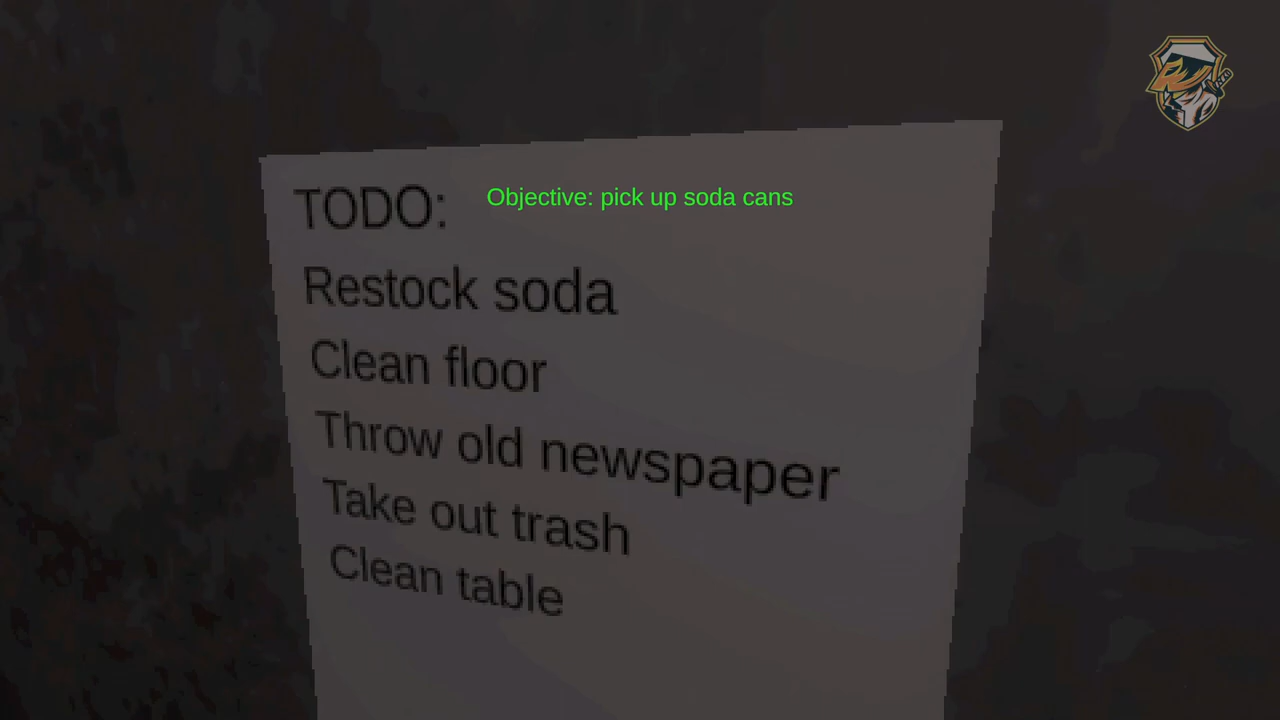 TODO:
Objective: pick up soda cans
Restock soda
Clean floor
Throw old newspaper
Take out trash
Clean table